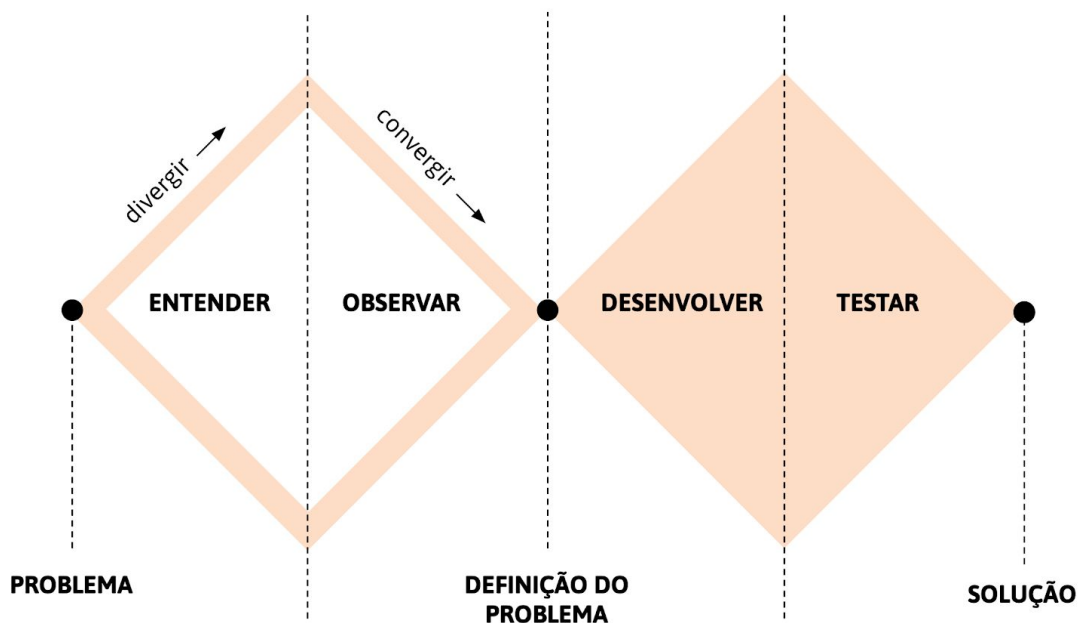 divergir
convergir
ENTENDER
OBSERVAR
DESENVOLVER
TESTAR
PROBLEMA
DEFINIÇÃO DO
PROBLEMA
SOLUÇÃO